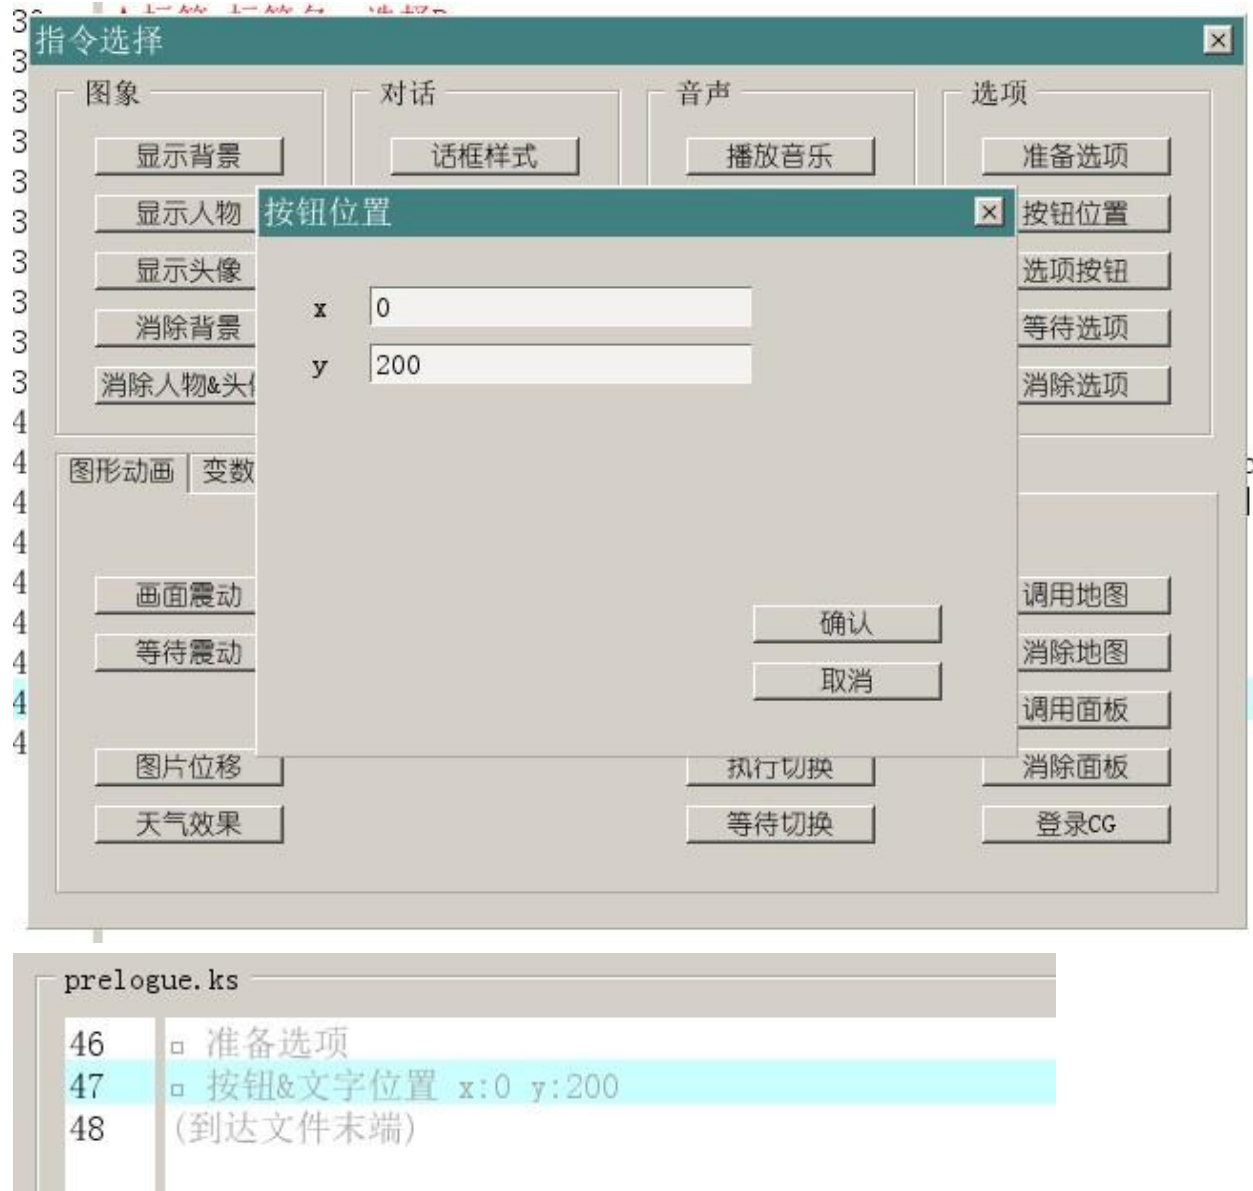 指令选择
图象 对话 音声 选项
显示背景 话框样式 播放音乐 准备选项
显示人物 按钮位置 按钮位置
显示头像 选项按钮
x 0
消除背景 等待选项
y 200
消除人物&头 消除选项
图形动画 变数
画面震动 调用地图
确认
等待震动 消除地图
取消
调用面板
图片位移 执行切换 消除面板
天气效果 等待切换 登录CG
prelogue.ks
46 准备选项
47 按钮&文字位置 x:0 y:200
48 (到达文件末端)